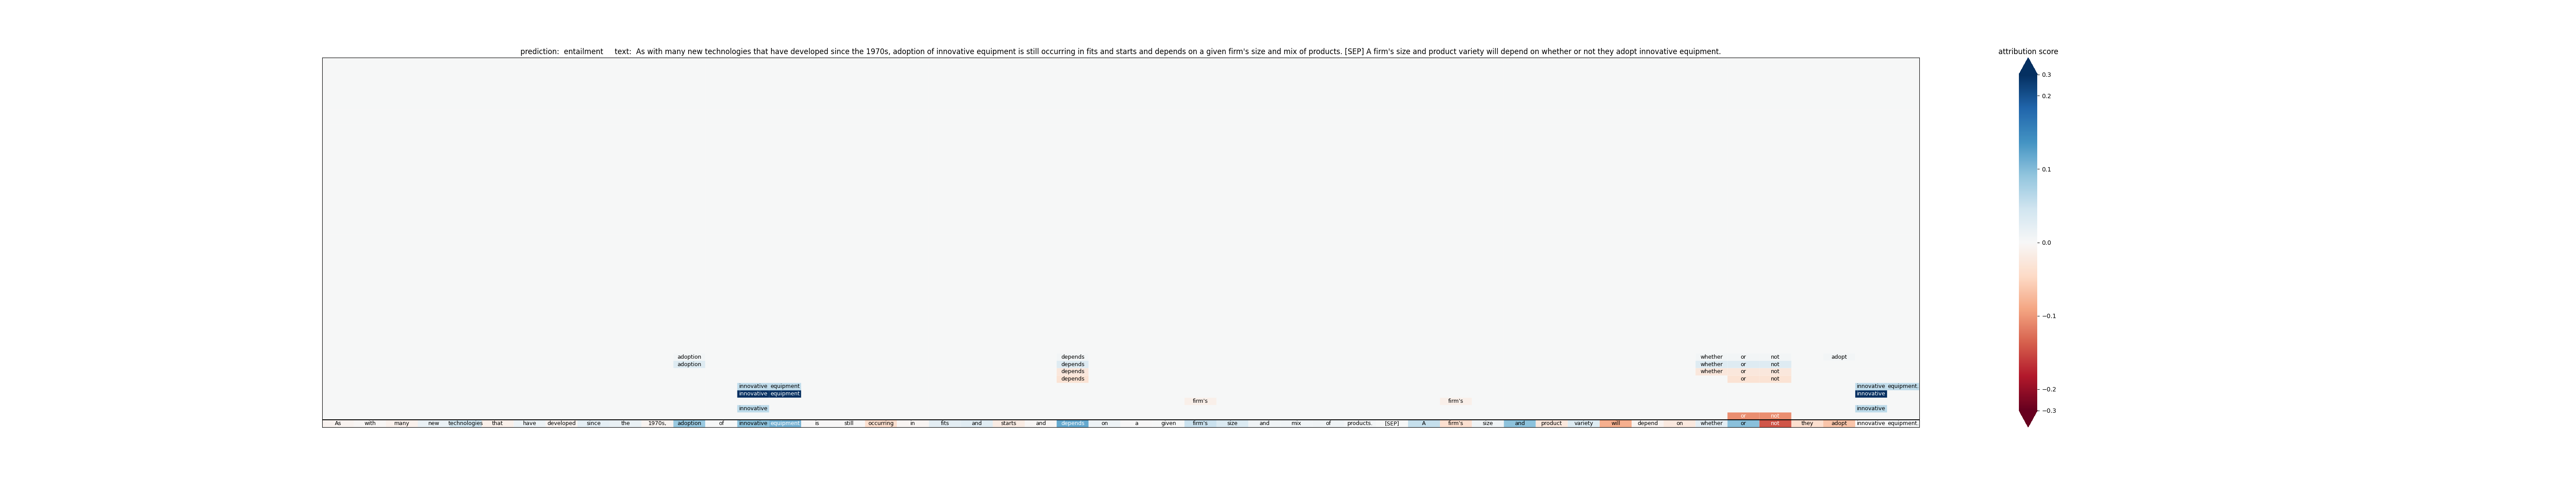 prediction:  entailment     text:  As with many new technologies that have developed since the 1970s, adoption of innovative equipment is still occurring in fits and starts and depends on a given firm's size and mix of products. [SEP] A firm's size and product variety will depend on whether or not they adopt innovative equipment.
attribution score
0.3
0.2
0.1
0.0
−0.1
−0.2
−0.3
adoption depends whether or not adopt
adoption depends whether or not
depends whether or not
depends or not
innovative equipment innovative equipment.
innovative equipment innovative
firm's firm's
innovative innovative
or not
As with many new technologies that have developed since the 1970s, adoption of innovative equipment is still occurring in fits and starts and depends on a given firm's size and mix of products. [SEP] A firm's size and product variety will depend on whether or not they adopt innovative equipment.